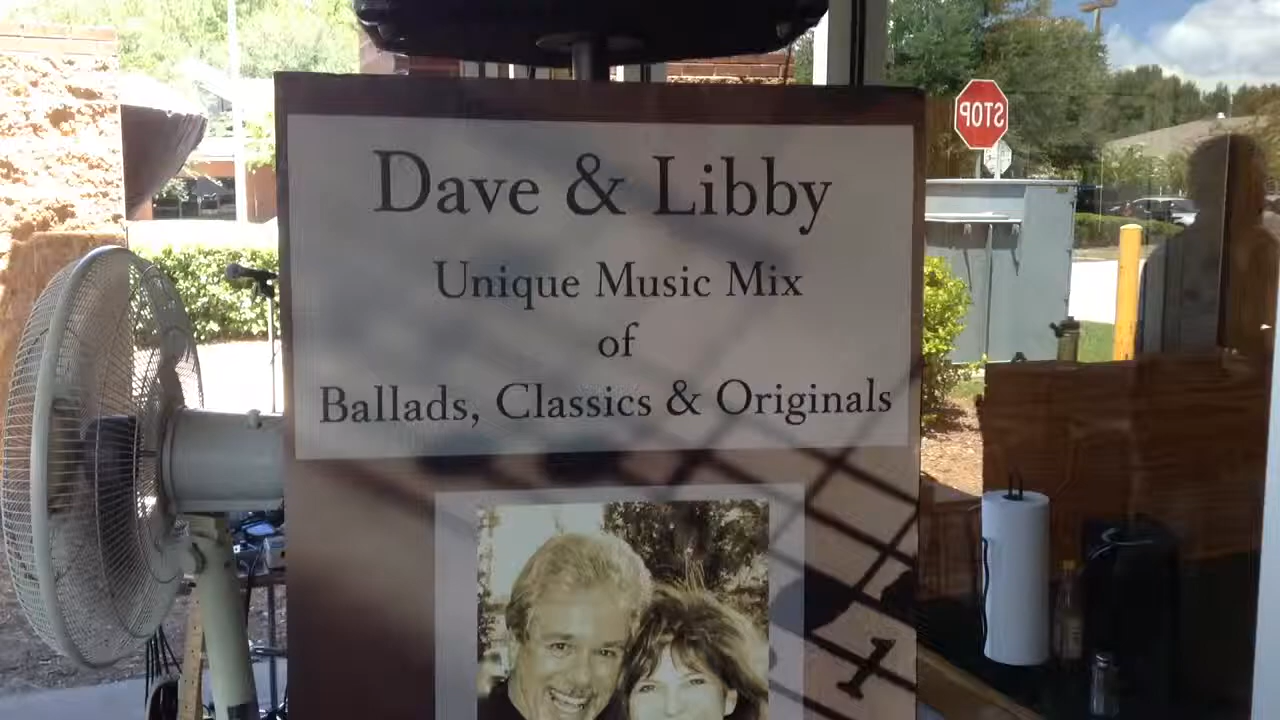 Dave & Libby
Unique Music Mix
of
Ballads, Classics & Originals
STOP